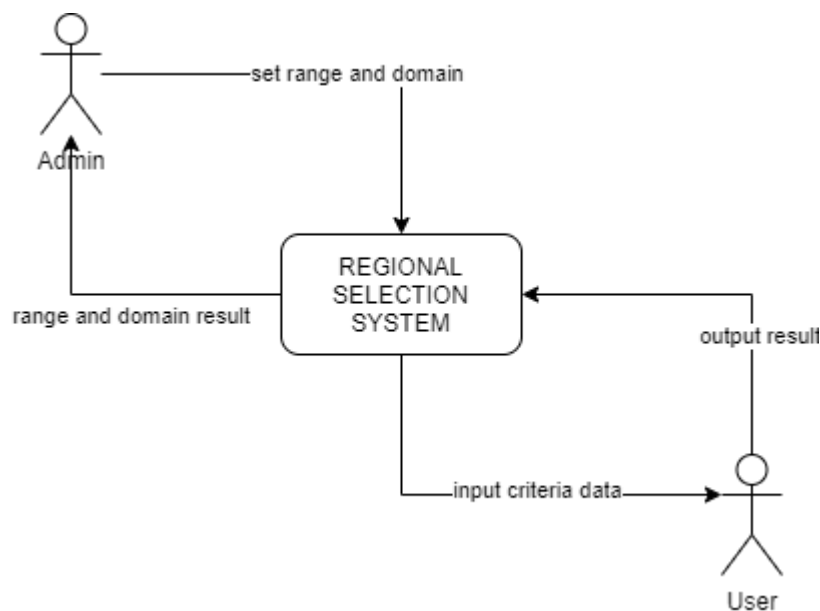 set range and domain
Admin
REGIONAL
SELECTION
SYSTEM
range and domain result
output result
input criteria data
User